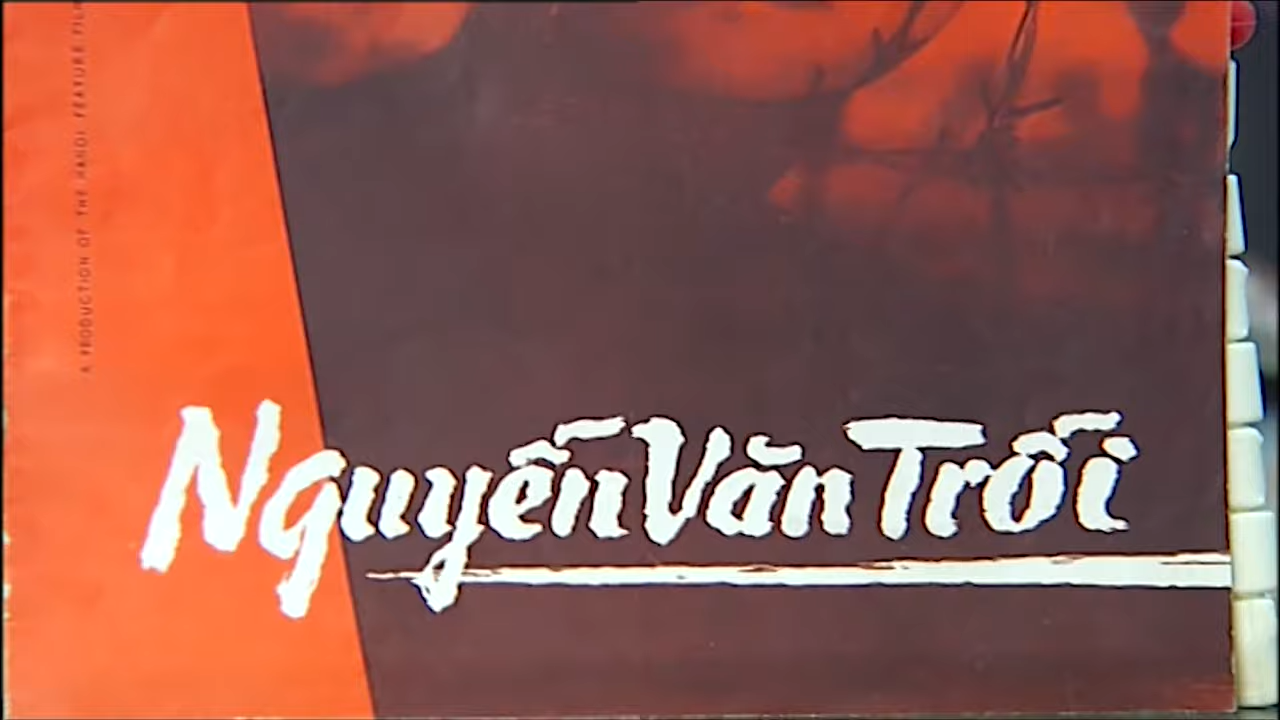 A PRODUCTION OF THE HANOI FEATURE FILM
Nguyễn Văn Trỗi